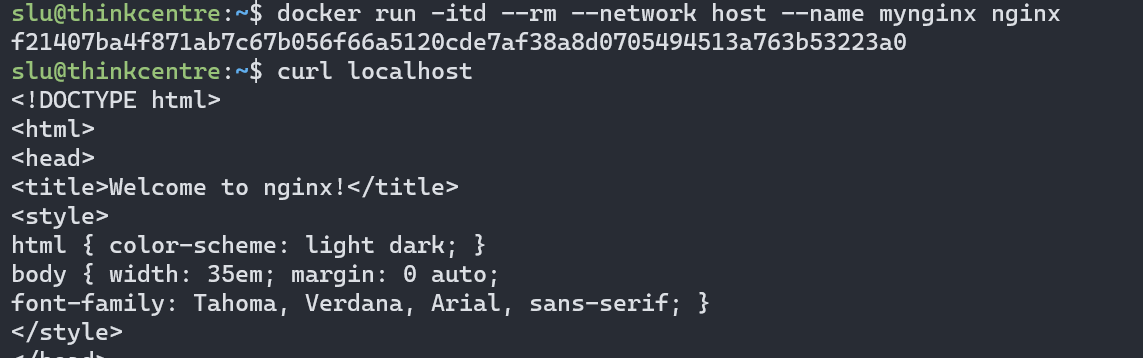 slu@thinkcentre:~$ docker run -itd --rm --network host --name mynginx nginx
f21407ba4f871ab7c67b056f66a5120cde7af38a8d0705494513a763b53223a0
slu@thinkcentre:~$ curl localhost
<!DOCTYPE html>
<html>
<head>
<title>Welcome to nginx!</title>
<style>
html { color-scheme: light dark; }
body { width: 35em; margin: 0 auto;
font-family: Tahoma, Verdana, Arial, sans-serif; }
</style>
</head>